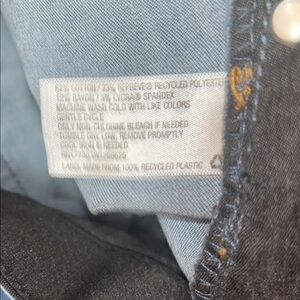 62% COTTON / 23% REPREVE® RECYCLED POLYESTER
12% RAYON / 3% LYCRA® SPANDEX
MACHINE WASH COLD WITH LIKE COLORS
GENTLE CYCLE
ONLY NON-CHLORINE BLEACH IF NEEDED
TUMBLE DRY LOW, REMOVE PROMPTLY
COOL IRON IF NEEDED
LABEL MADE FROM 100% RECYCLED PLASTIC